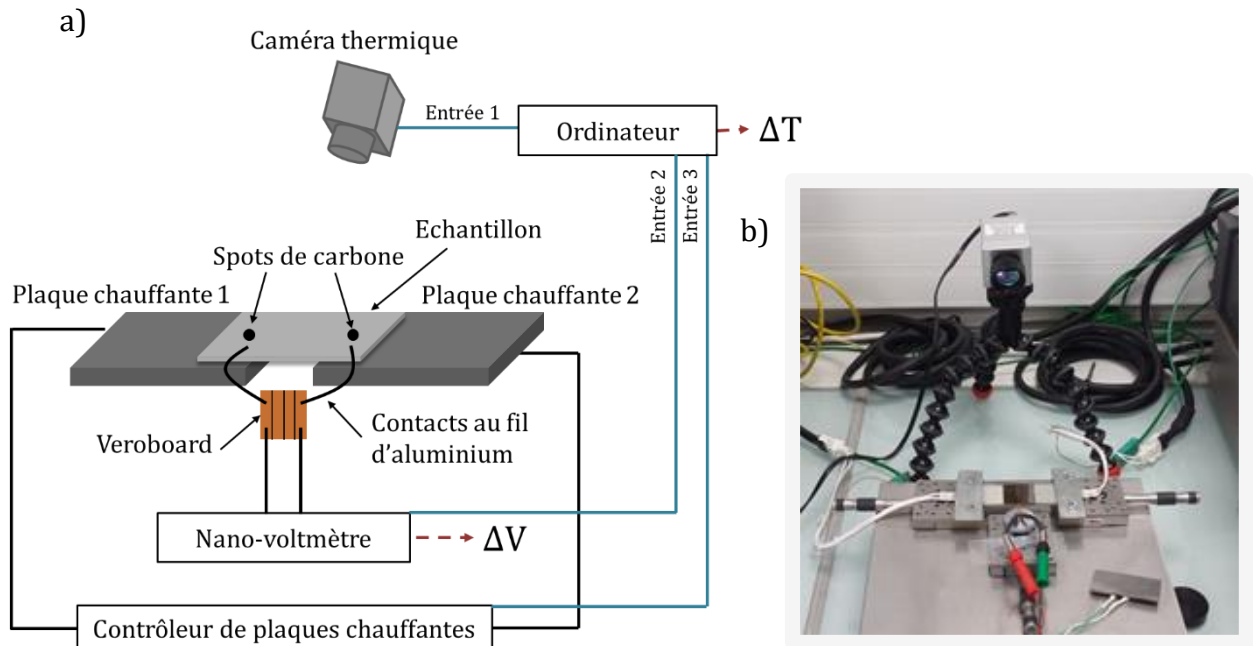 a)
Caméra thermique
Entrée 1
Ordinateur
ΔT
Entrée 2
Entrée 3
b)
Echantillon
Spots de carbone
Plaque chauffante 1
Plaque chauffante 2
Veroboard
Contacts au fil
d’aluminium
Nano-voltmètre
ΔV
Contrôleur de plaques chauffantes